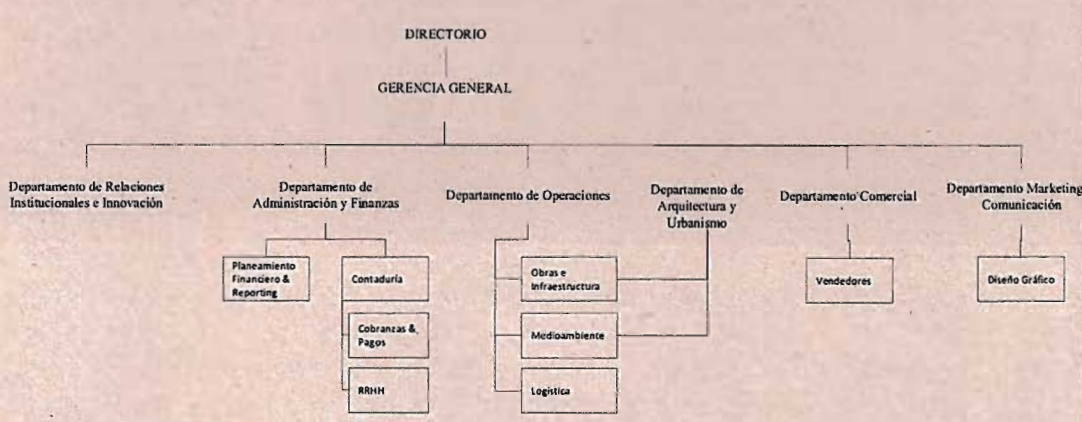 DIRECTORIO
GERENCIA GENERAL
Departamento de Relaciones
Institucionales e Innovación
Departamento de
Administración y Finanzas
Departamento de Operaciones
Departamento de
Arquitectura y
Urbanismo
Departamento Comercial
Departamento Marketing
Comunicación
Planeamiento
Financiero &
Reporting
Contaduría
Cobranzas &
Pagos
RRHH
Obras e
Infraestructura
Medioambiente
Logística
Vendedores
Diseño Gráfico